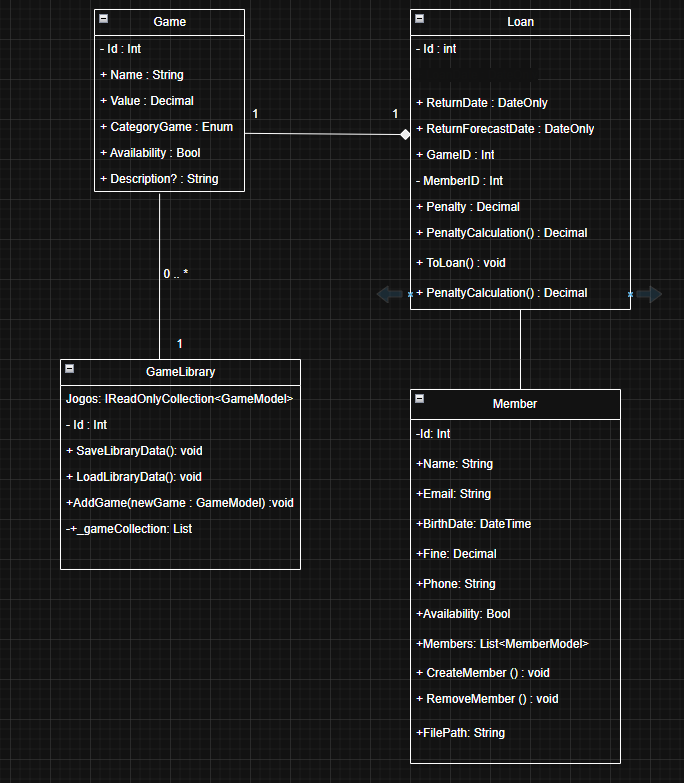 Game
- Id : Int
+ Name : String
+ Value : Decimal
+ CategoryGame : Enum
+ Availability : Bool
+ Description? : String
1
1
Loan
- Id : int
+ ReturnDate : DateOnly
+ ReturnForecastDate : DateOnly
+ GameID : Int
- MemberID : Int
+ Penalty : Decimal
+ PenaltyCalculation() : Decimal
+ ToLoan() : void
+ PenaltyCalculation() : Decimal
0 .. *
1
GameLibrary
Jogos: IReadOnlyCollection<GameModel>
- Id : Int
+ SaveLibraryData(): void
+ LoadLibraryData(): void
+AddGame(newGame : GameModel) :void
-+_gameCollection: List
Member
-Id: Int
+Name: String
+Email: String
+BirthDate: DateTime
+Fine: Decimal
+Phone: String
+Availability: Bool
+Members: List<MemberModel>
+ CreateMember () : void
+ RemoveMember () : void
+FilePath: String